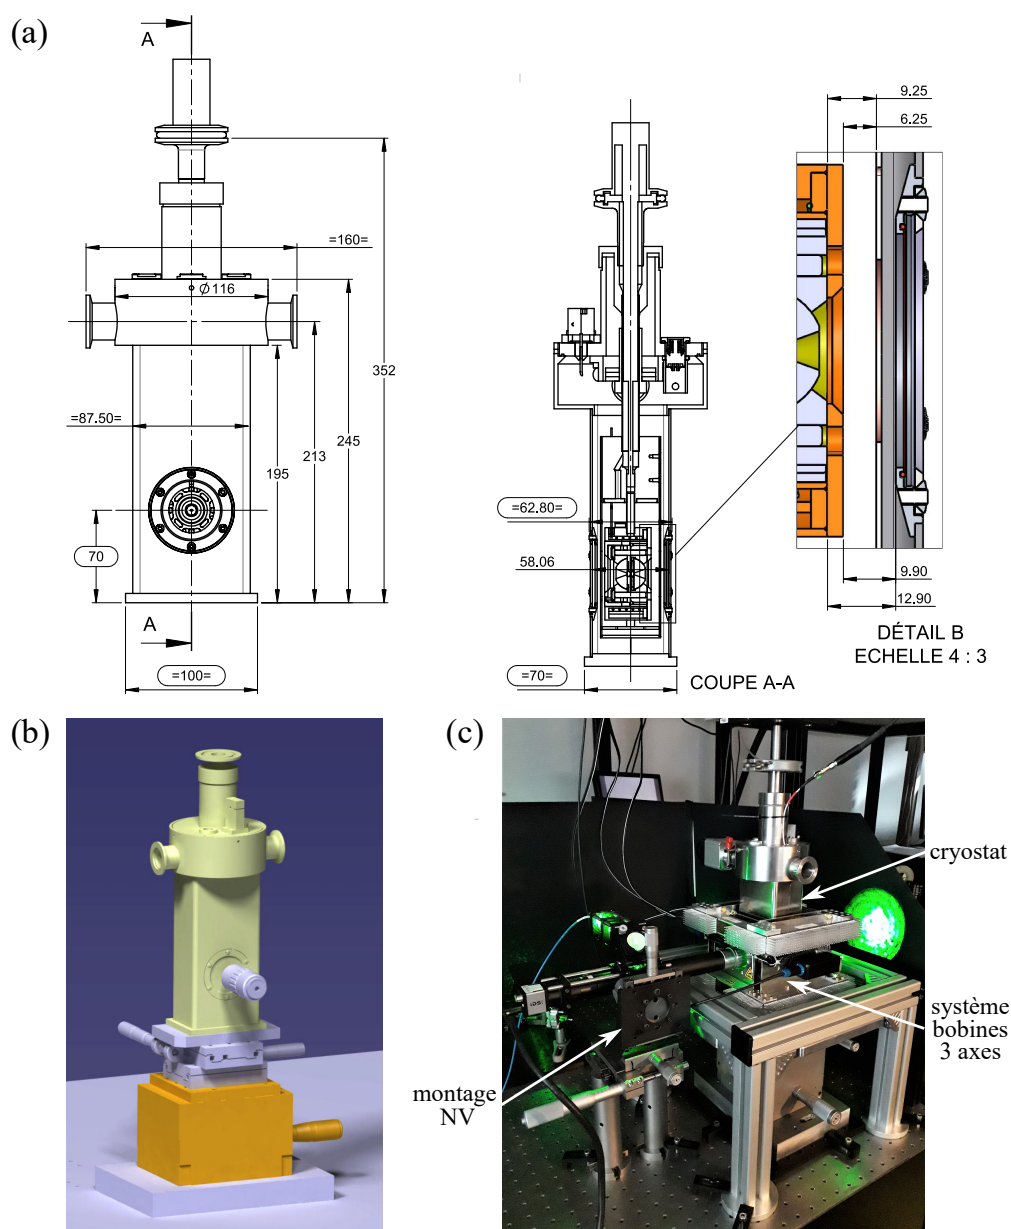 (a)
A
=160=
Ø116
352
=87.50=
245
213
195
70
A
=100=
=62.80=
58.06
=70=
COUPE A-A
9.25
6.25
9.90
12.90
DÉTAIL B
ECHELLE 4 : 3
(b)
(c)
cryostat
système
bobines
3 axes
montage
NV